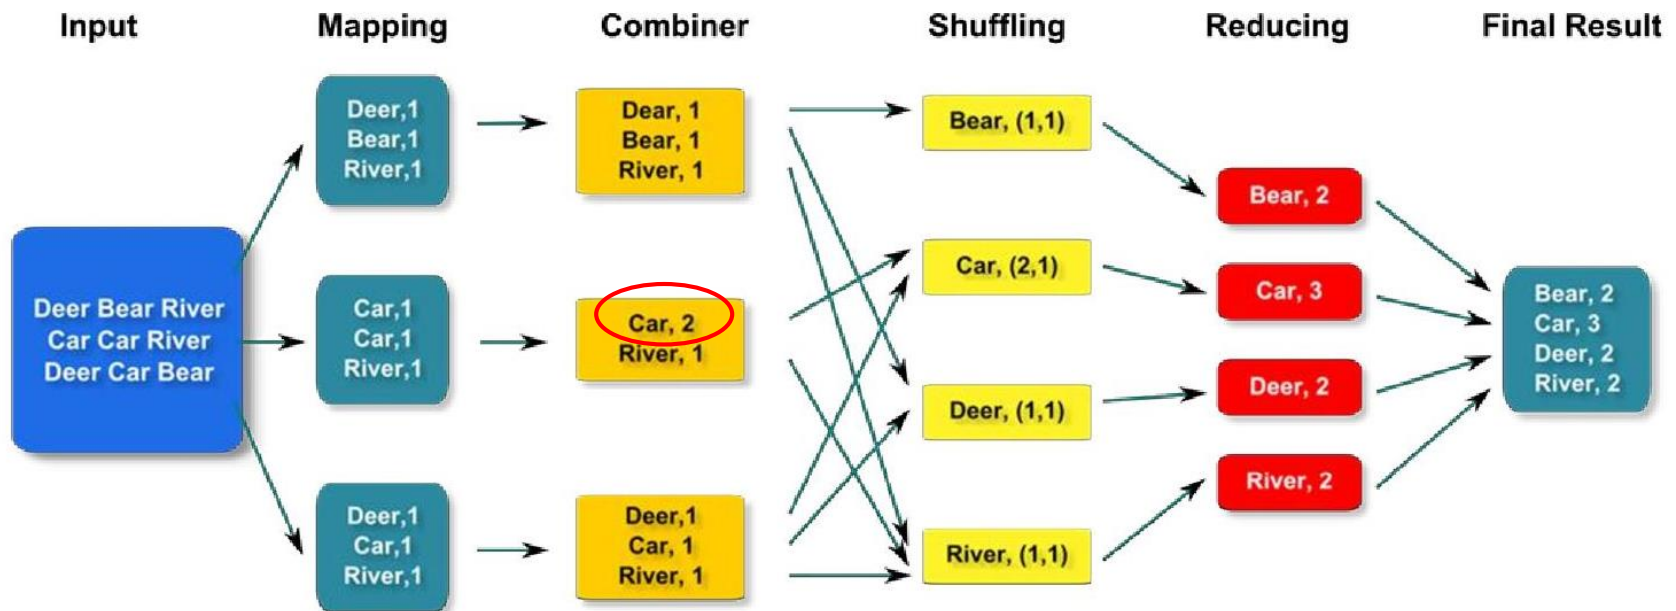 Input
Mapping
Combiner
Shuffling
Reducing
Final Result
Deer Bear River
Car Car River
Deer Car Bear
Deer,1
Bear,1
River,1
Car,1
Car,1
River,1
Deer,1
Car,1
River,1
Dear, 1
Bear, 1
River, 1
Car, 2
River, 1
Deer,1
Car, 1
River, 1
Bear, (1,1)
Car, (2,1)
Deer, (1,1)
River, (1,1)
Bear, 2
Car, 3
Deer, 2
River, 2
Bear, 2
Car, 3
Deer, 2
River, 2